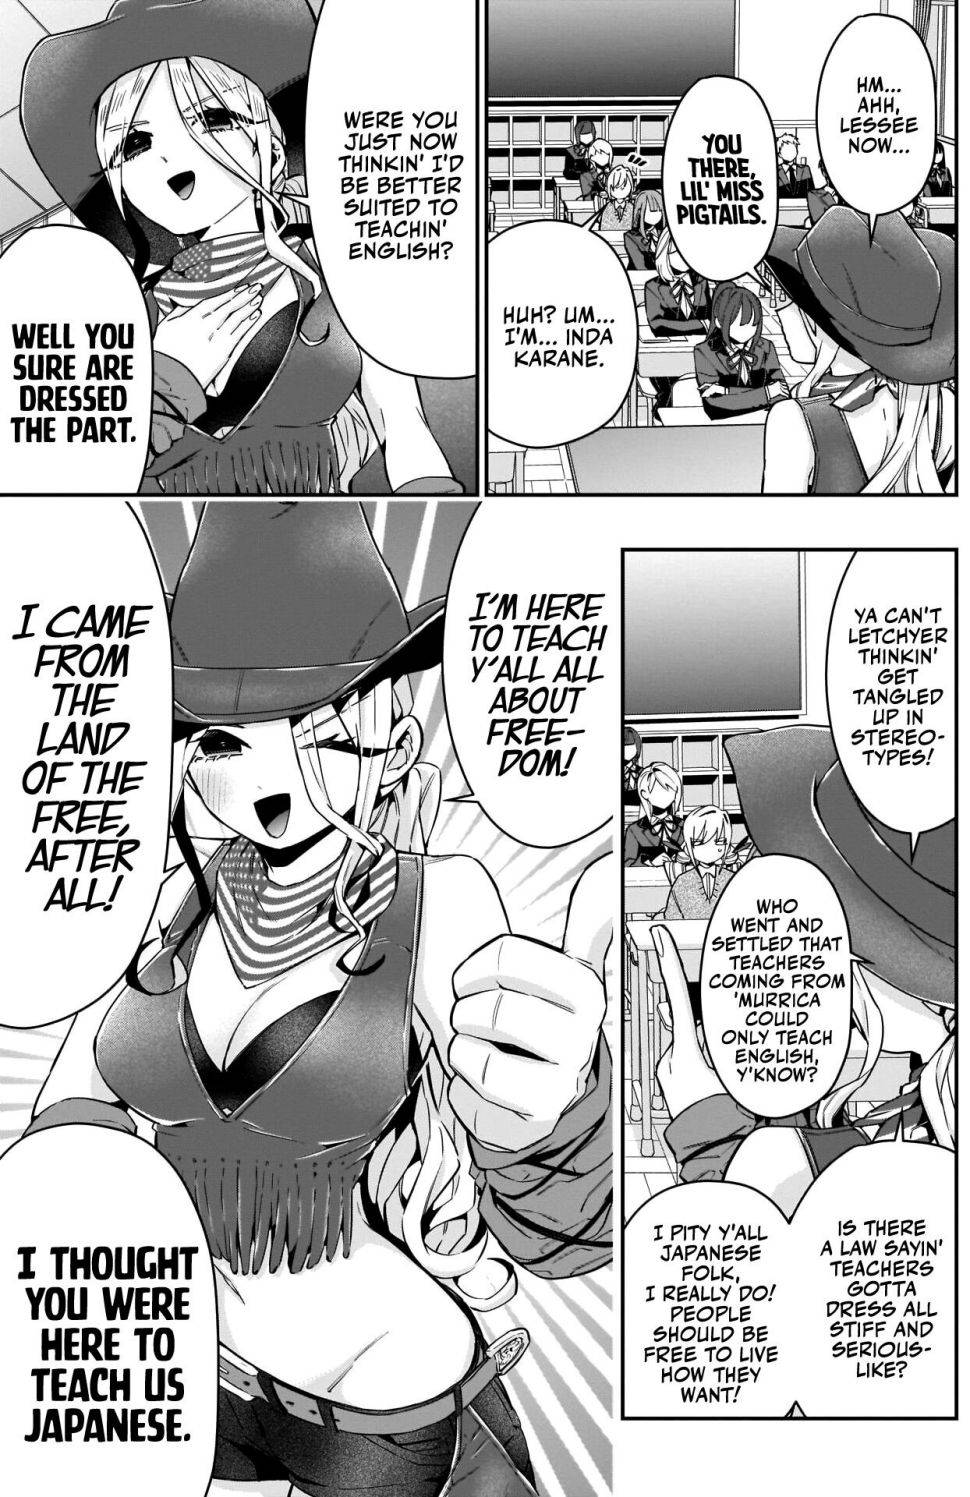 HM...
AHH,
LESSEE
NOW...
YOU
THERE,
LIL' MISS
PIGTAILS.
HUH? UM...
I'M... INDA
KARANE.
WERE YOU
JUST NOW
THINKIN' I'D
BE BETTER
SUITED TO
TEACHIN'
ENGLISH?
WELL YOU
SURE ARE
DRESSED
THE PART.
YA CAN'T
LETCHYER
THINKIN'
GET
TANGLED
UP IN
STEREO-
TYPES!
WHO
WENT AND
SETTLED THAT
TEACHERS
COMING FROM
'MURRICA
COULD
ONLY TEACH
ENGLISH,
Y'KNOW?
IS THERE
A LAW SAYIN'
TEACHERS
GOTTA
DRESS ALL
STIFF AND
SERIOUS-
LIKE?
I PITY Y'ALL
JAPANESE
FOLK,
I REALLY DO!
PEOPLE
SHOULD BE
FREE TO LIVE
HOW THEY
WANT!
I'M HERE
TO TEACH
Y'ALL ALL
ABOUT
FREE-
DOM!
I CAME
FROM
THE
LAND
OF THE
FREE,
AFTER
ALL!
I THOUGHT
YOU WERE
HERE TO
TEACH US
JAPANESE.